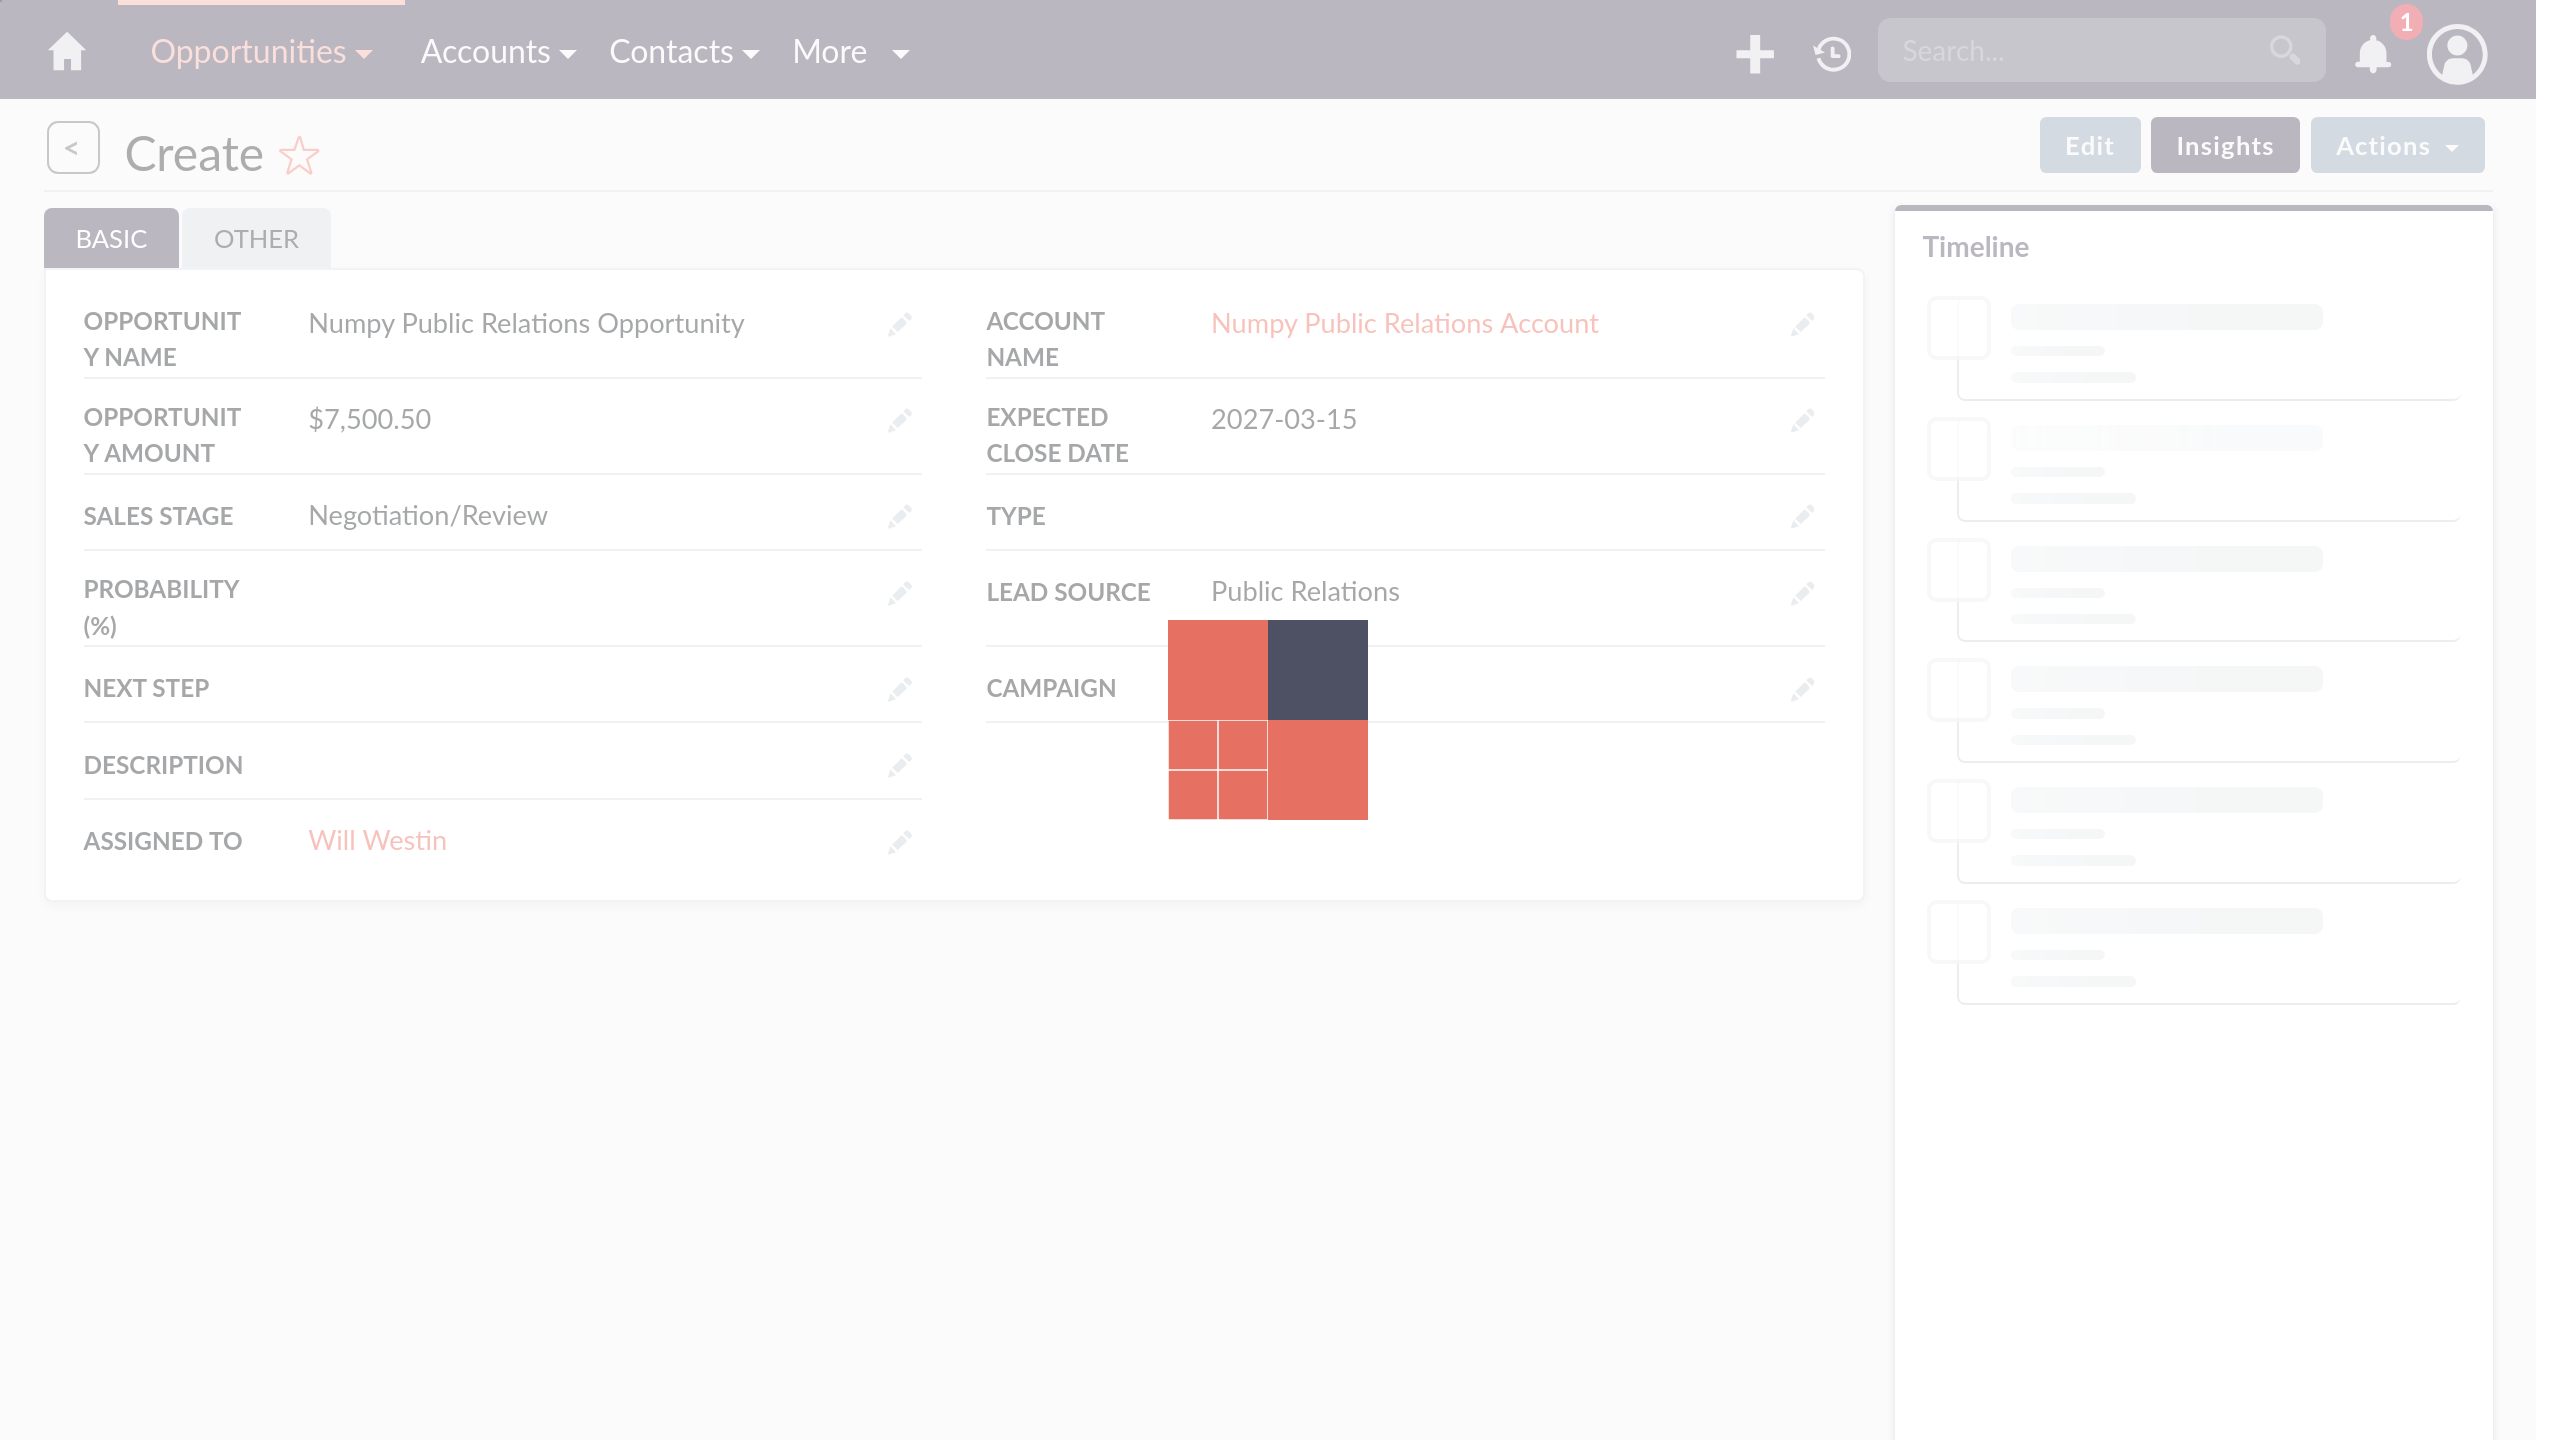 Opportunities Accounts Contacts More Search... 1
< Create Edit Insights Actions
BASIC OTHER
OPPORTUNIT
Y NAME
Numpy Public Relations Opportunity
ACCOUNT
NAME
Numpy Public Relations Account
OPPORTUNIT
Y AMOUNT
$7,500.50
EXPECTED
CLOSE DATE
2027-03-15
SALES STAGE Negotiation/Review
TYPE
PROBABILITY
(%)
LEAD SOURCE Public Relations
NEXT STEP
CAMPAIGN
DESCRIPTION
ASSIGNED TO Will Westin
Timeline